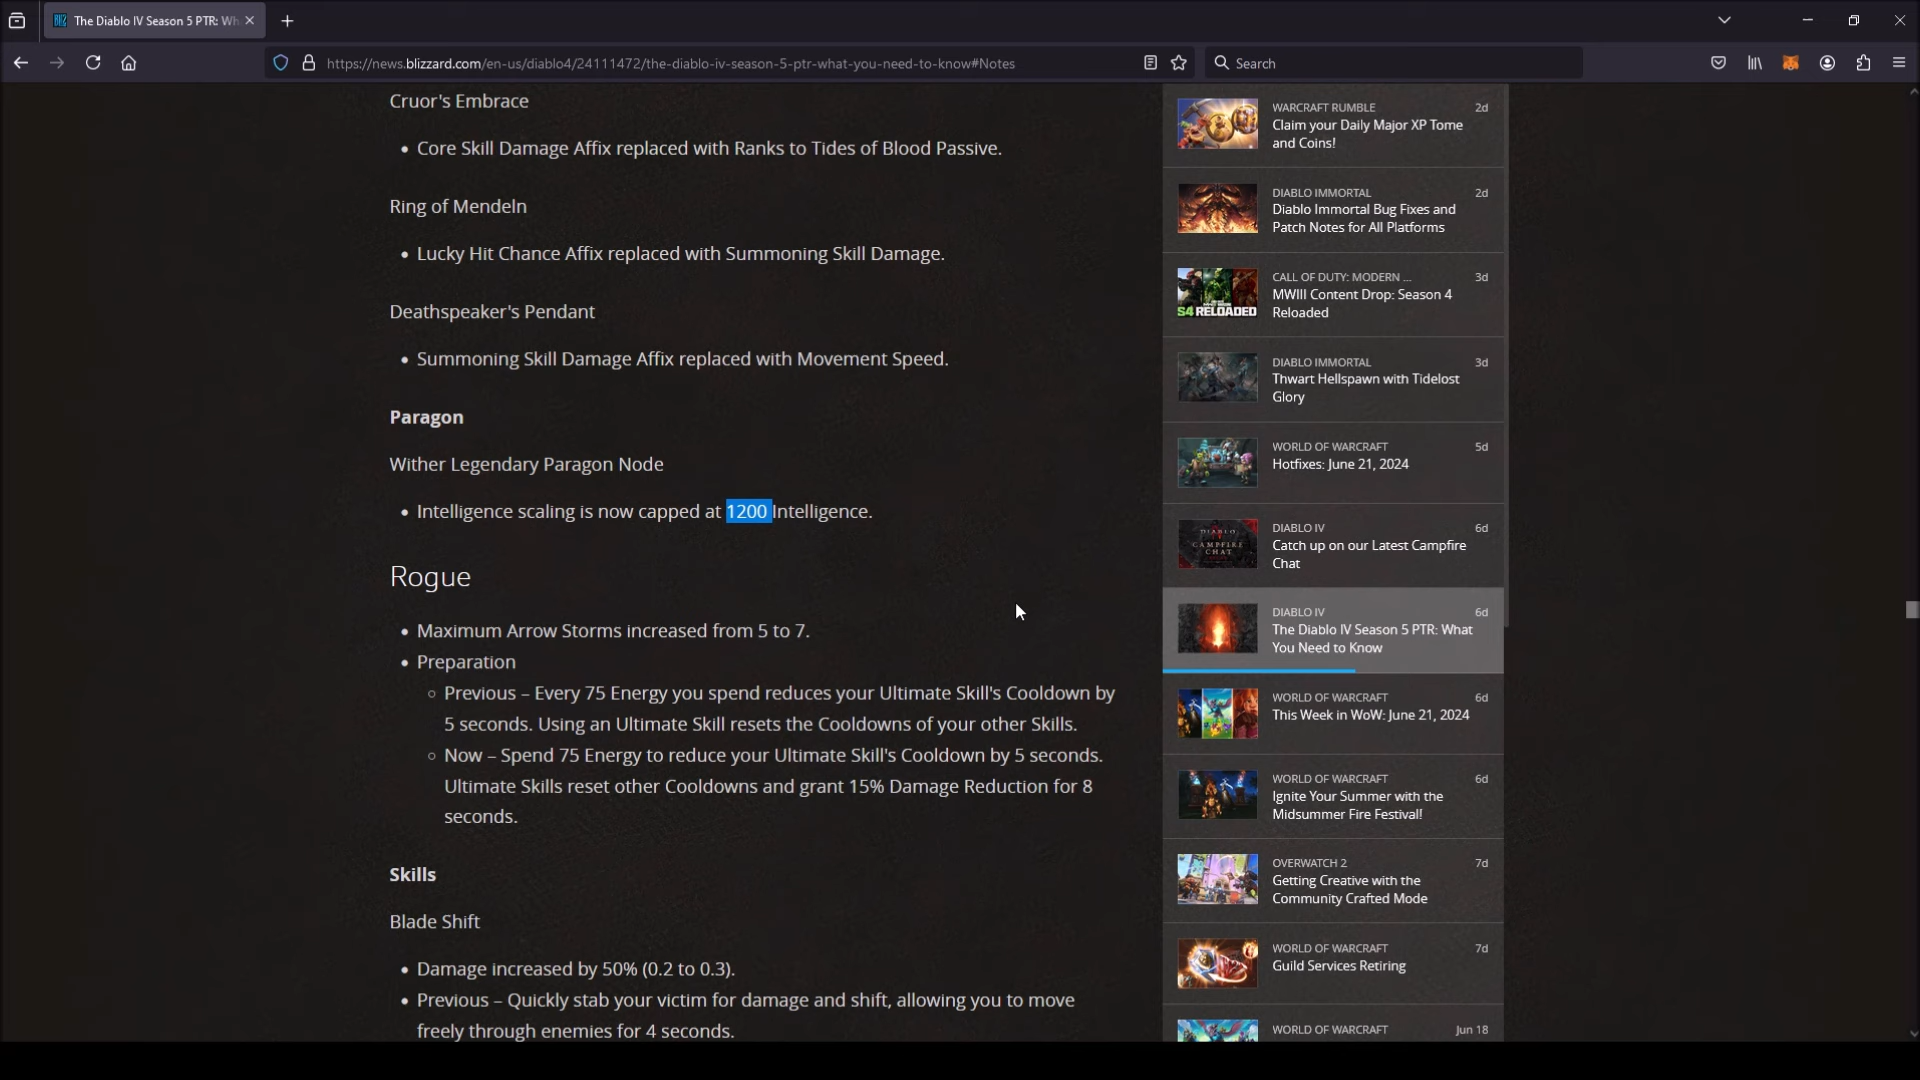 The Diablo IV Season 5 PTR: Wh
https://news.blizzard.com/en-us/diablo4/24111472/the-diablo-iv-season-5-ptr-what-you-need-to-know#Notes
Search
Cruor's Embrace
• Core Skill Damage Affix replaced with Ranks to Tides of Blood Passive.
Ring of Mendeln
• Lucky Hit Chance Affix replaced with Summoning Skill Damage.
Deathspeaker's Pendant
• Summoning Skill Damage Affix replaced with Movement Speed.
Paragon
Wither Legendary Paragon Node
• Intelligence scaling is now capped at 1200 Intelligence.
Rogue
• Maximum Arrow Storms increased from 5 to 7.
• Preparation
◦ Previous – Every 75 Energy you spend reduces your Ultimate Skill's Cooldown by
5 seconds. Using an Ultimate Skill resets the Cooldowns of your other Skills.
◦ Now – Spend 75 Energy to reduce your Ultimate Skill's Cooldown by 5 seconds.
Ultimate Skills reset other Cooldowns and grant 15% Damage Reduction for 8
seconds.
Skills
Blade Shift
• Damage increased by 50% (0.2 to 0.3).
• Previous – Quickly stab your victim for damage and shift, allowing you to move
freely through enemies for 4 seconds.
WARCRAFT RUMBLE 2d
Claim your Daily Major XP Tome
and Coins!
DIABLO IMMORTAL 2d
Diablo Immortal Bug Fixes and
Patch Notes for All Platforms
S4 RELOADED
CALL OF DUTY: MODERN ... 3d
MWIII Content Drop: Season 4
Reloaded
DIABLO IMMORTAL 3d
Thwart Hellspawn with Tidelost
Glory
WORLD OF WARCRAFT 5d
Hotfixes: June 21, 2024
DIABLO
CAMPFIRE
CHAT
DIABLO IV 6d
Catch up on our Latest Campfire
Chat
DIABLO IV 6d
The Diablo IV Season 5 PTR: What
You Need to Know
WORLD OF WARCRAFT 6d
This Week in WoW: June 21, 2024
WORLD OF WARCRAFT 6d
Ignite Your Summer with the
Midsummer Fire Festival!
OVERWATCH 2 7d
Getting Creative with the
Community Crafted Mode
WORLD OF WARCRAFT 7d
Guild Services Retiring
WORLD OF WARCRAFT Jun 18